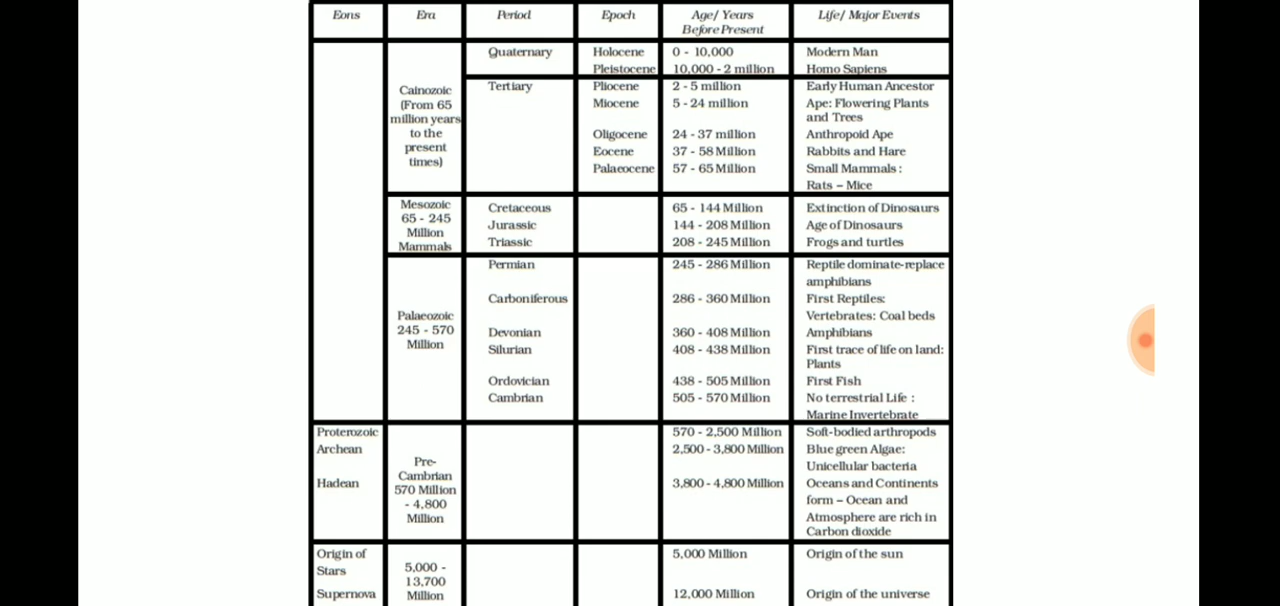 Eons Era Period Epoch Age/ Years Life/ Major Events
Before Present
Quaternary Holocene 0 - 10,000 Modern Man
Pleistocene 10,000 - 2 million Homo Sapiens
Cainozoic
(From 65
million years
to the
present
times)
Tertiary Pliocene 2 - 5 million Early Human Ancestor
Miocene 5 - 24 million Ape: Flowering Plants
and Trees
Oligocene 24 - 37 million Anthropoid Ape
Eocene 37 - 58 Million Rabbits and Hare
Palaeocene 57 - 65 Million Small Mammals :
Rats – Mice
Mesozoic
65 - 245
Million
Mammals
Cretaceous 65 - 144 Million Extinction of Dinosaurs
Jurassic 144 - 208 Million Age of Dinosaurs
Triassic 208 - 245 Million Frogs and turtles
Palaeozoic
245 - 570
Million
Permian 245 - 286 Million Reptile dominate-replace
amphibians
Carboniferous 286 - 360 Million First Reptiles:
Vertebrates: Coal beds
Devonian 360 - 408 Million Amphibians
Silurian 408 - 438 Million First trace of life on land:
Plants
Ordovician 438 - 505 Million First Fish
Cambrian 505 - 570 Million No terrestrial Life :
Marine Invertebrate
Proterozoic 570 - 2,500 Million Soft-bodied arthropods
Archean 2,500 - 3,800 Million Blue green Algae:
Unicellular bacteria
Pre-
Cambrian
570 Million
- 4,800
Million
Hadean 3,800 - 4,800 Million Oceans and Continents
form – Ocean and
Atmosphere are rich in
Carbon dioxide
Origin of 5,000 Million Origin of the sun
Stars
5,000 -
13,700
Million
Supernova 12,000 Million Origin of the universe